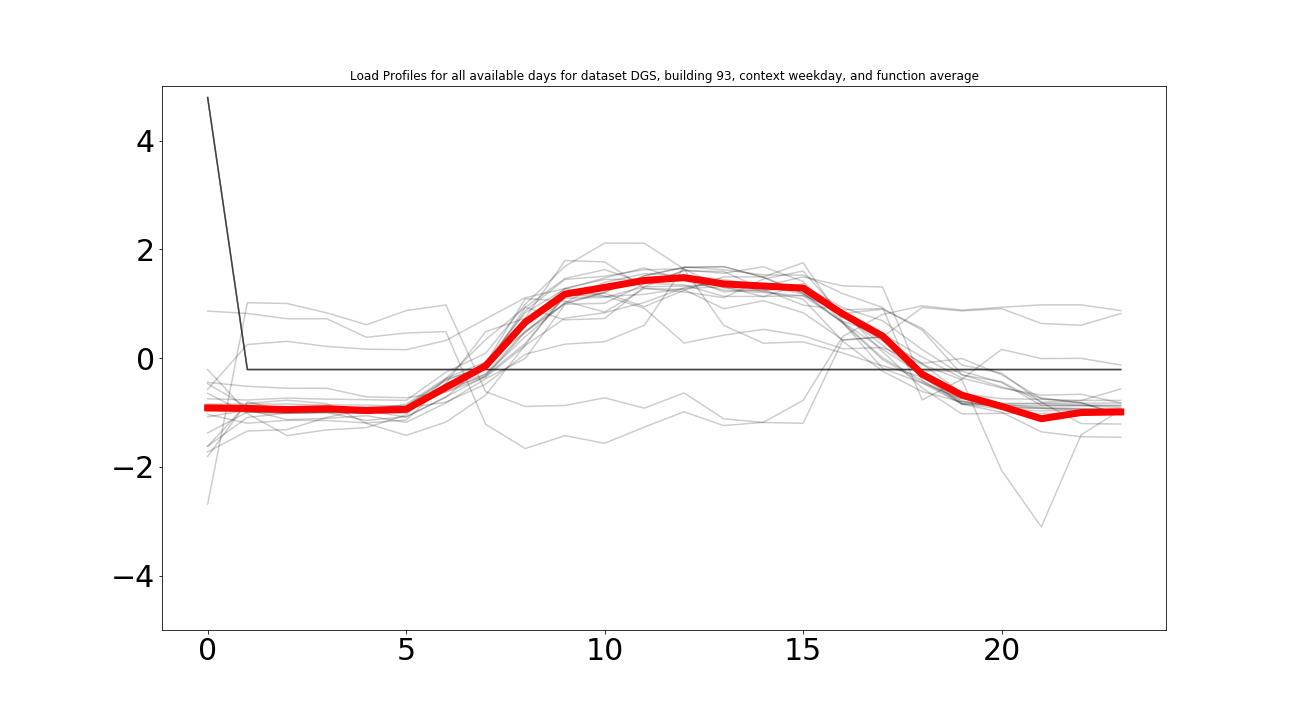 Load Profiles for all available days for dataset DGS, building 93, context weekday, and function average
4
2
0
−2
−4
0 5 10 15 20